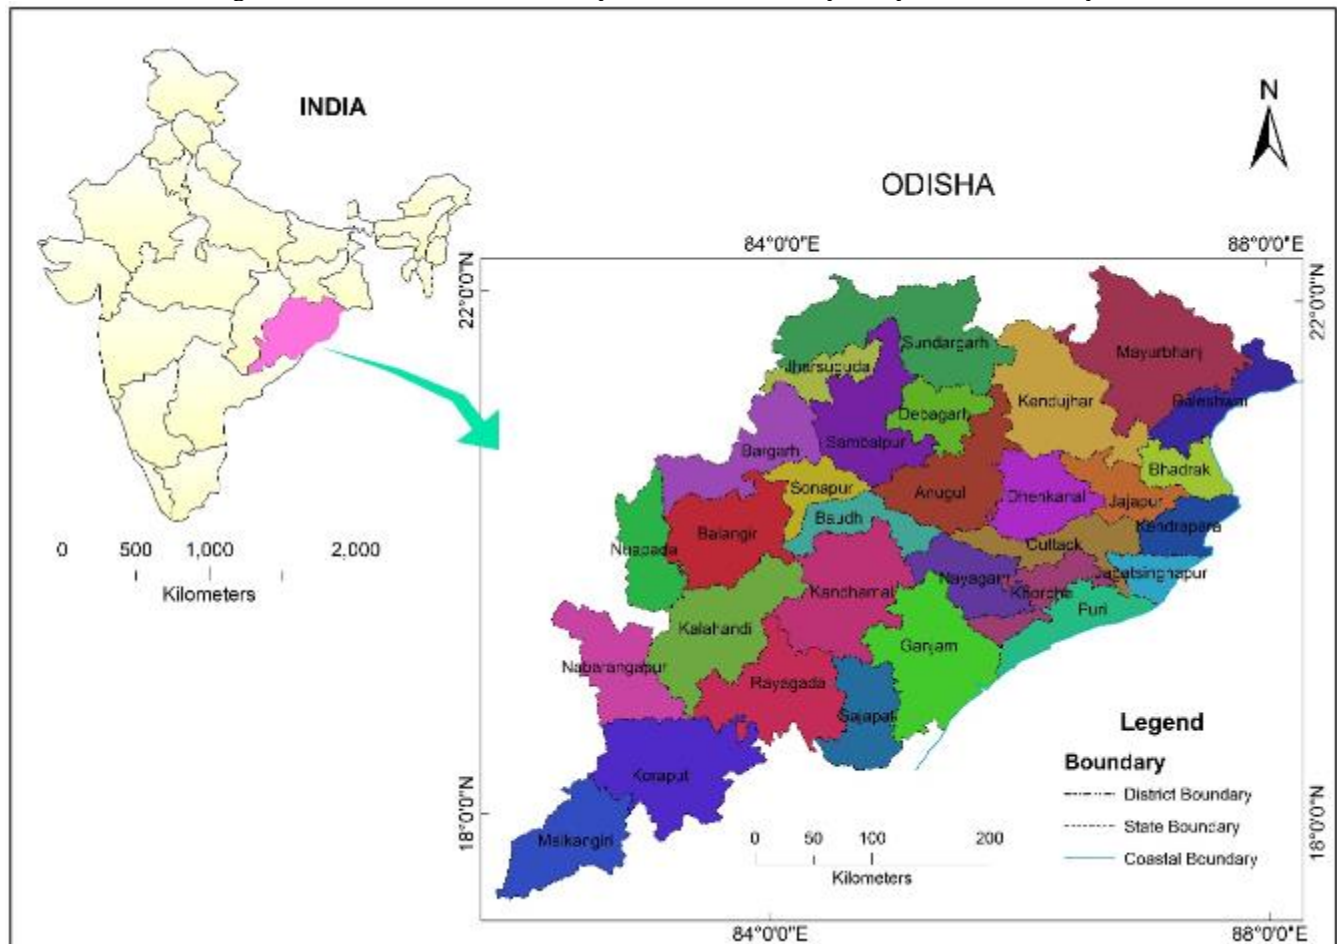 INDIA
N
ODISHA
84°0'0"E
88°0'0"E
22°0'0"N
22°0'0"N
Sundargarh
Mayurbhanj
Jharsuguda
Kendujhar
Baleshwar
Debagarh
Sambalpur
Bargarh
Bhadrak
Sonapur
Anugul
Dhenkanal
Jajapur
Baudh
Kendrapara
Balangir
Cuttack
Nuapada
Jagatsinghapur
Nayagarh
Kandhamal
Khordha
Puri
Kalahandi
Ganjam
Nabarangapur
Rayagada
Gajapati
Koraput
Malkangiri
0 500 1,000 2,000
Kilometers
Legend
Boundary
District Boundary
State Boundary
Coastal Boundary
0 50 100 200
Kilometers
18°0'0"N
18°0'0"N
84°0'0"E
88°0'0"E